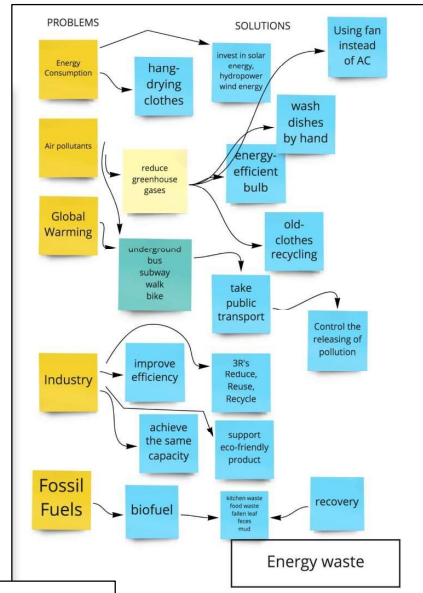 PROBLEMS
SOLUTIONS
Energy
Consumption
hang-
drying
clothes
invest in solar
energy,
hydropower
wind energy
Using fan
instead
of AC
wash
dishes
by hand
Air pollutants
reduce
greenhouse
gases
energy-
efficient
bulb
Global
Warming
underground
bus
subway
walk
bike
old-
clothes
recycling
take
public
transport
Control the
releasing of
pollution
Industry
improve
efficiency
3R's
Reduce,
Reuse,
Recycle
achieve
the same
capacity
support
eco-friendly
product
Fossil
Fuels
biofuel
kitchen waste
food waste
fallen leaf
feces
mud
recovery
Energy waste